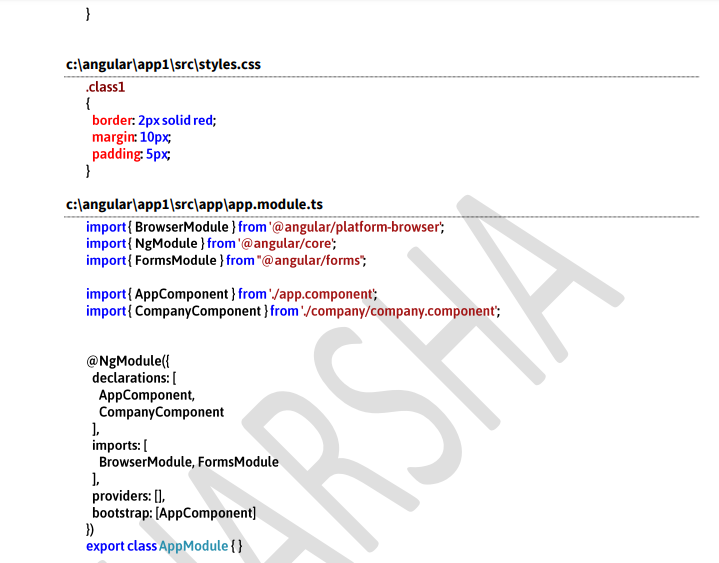 }
c:\angular\app1\src\styles.css
.class1
{
border: 2px solid red;
margin: 10px;
padding: 5px;
}
c:\angular\app1\src\app\app.module.ts
import { BrowserModule } from '@angular/platform-browser';
import { NgModule } from '@angular/core';
import { FormsModule } from "@angular/forms";
import { AppComponent } from './app.component';
import { CompanyComponent } from './company/company.component';
@NgModule({
declarations: [
AppComponent,
CompanyComponent
],
imports: [
BrowserModule, FormsModule
],
providers: [],
bootstrap: [AppComponent]
})
export class AppModule { }